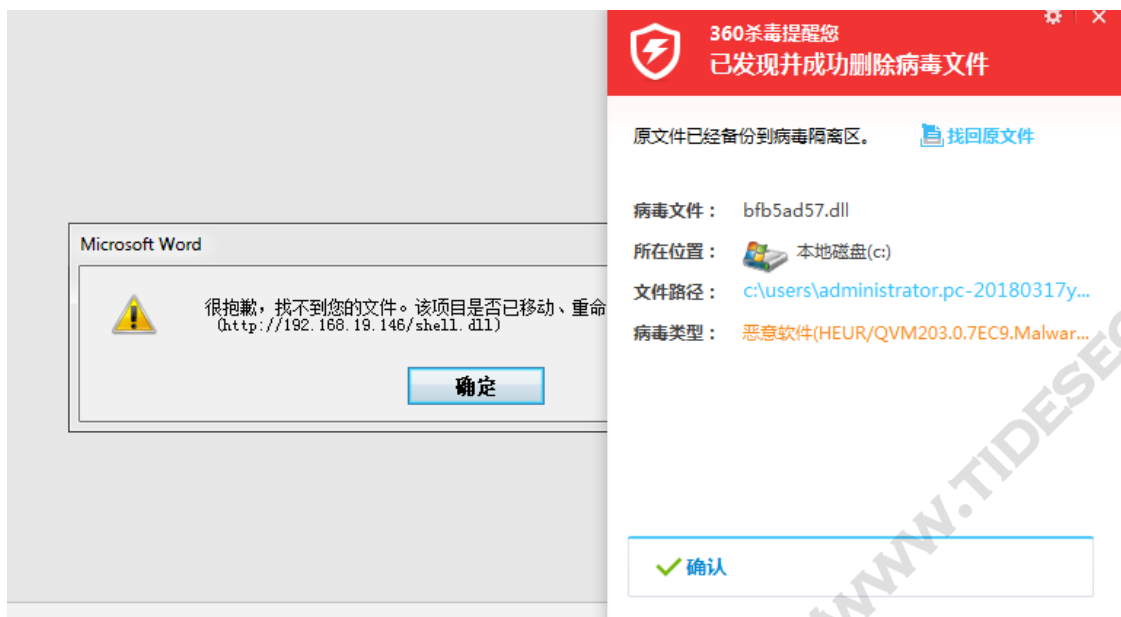 Microsoft Word
很抱歉，找不到您的文件。该项目是否已移动、重命
(http://192.168.19.146/shell.dll)
确定
360杀毒提醒您
已发现并成功删除病毒文件
原文件已经备份到病毒隔离区。
找回原文件
病毒文件： bfb5ad57.dll
所在位置： 本地磁盘(c:)
文件路径： c:\users\administrator.pc-20180317y...
病毒类型： 恶意软件(HEUR/QVM203.0.7EC9.Malwar...
确认
WWW.TIDESEC